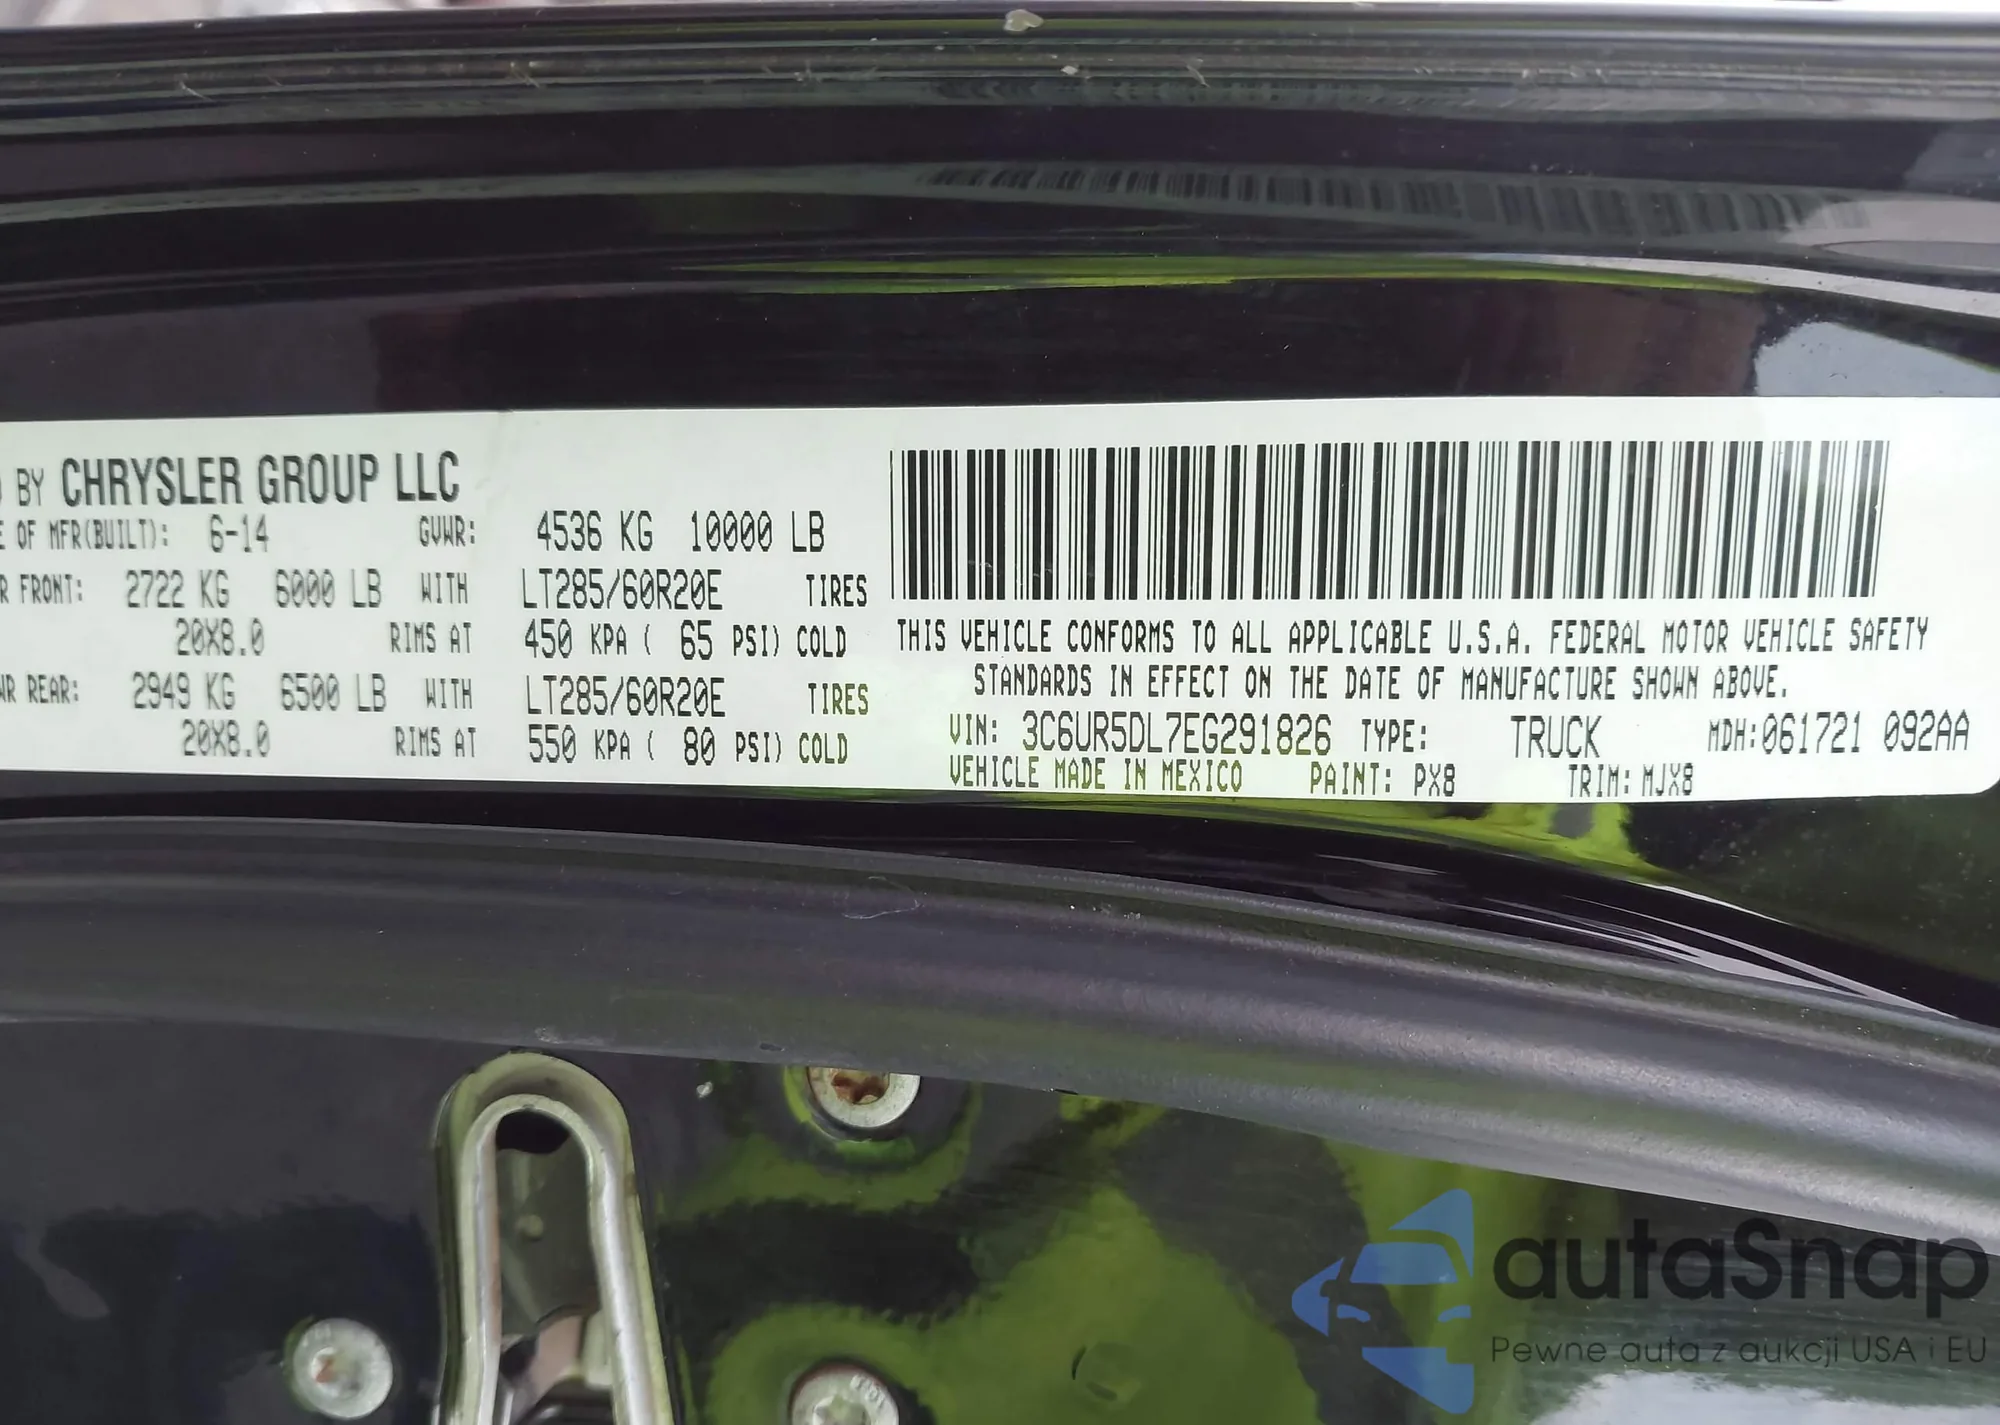 BY CHRYSLER GROUP LLC
OF MFR(BUILT): 6-14 GVWR: 4536 KG 10000 LB
R FRONT: 2722 KG 6000 LB WITH LT285/60R20E TIRES
20X8.0 RIMS AT 450 KPA ( 65 PSI) COLD
WR REAR: 2949 KG 6500 LB WITH LT285/60R20E TIRES
20X8.0 RIMS AT 550 KPA ( 80 PSI) COLD
THIS VEHICLE CONFORMS TO ALL APPLICABLE U.S.A. FEDERAL MOTOR VEHICLE SAFETY
STANDARDS IN EFFECT ON THE DATE OF MANUFACTURE SHOWN ABOVE.
VIN: 3C6UR5DL7EG291826 TYPE: TRUCK MDH:061721 092AA
VEHICLE MADE IN MEXICO PAINT: PX8 TRIM: MJX8
autaSnap
Pewne auta z aukcji USA i EU